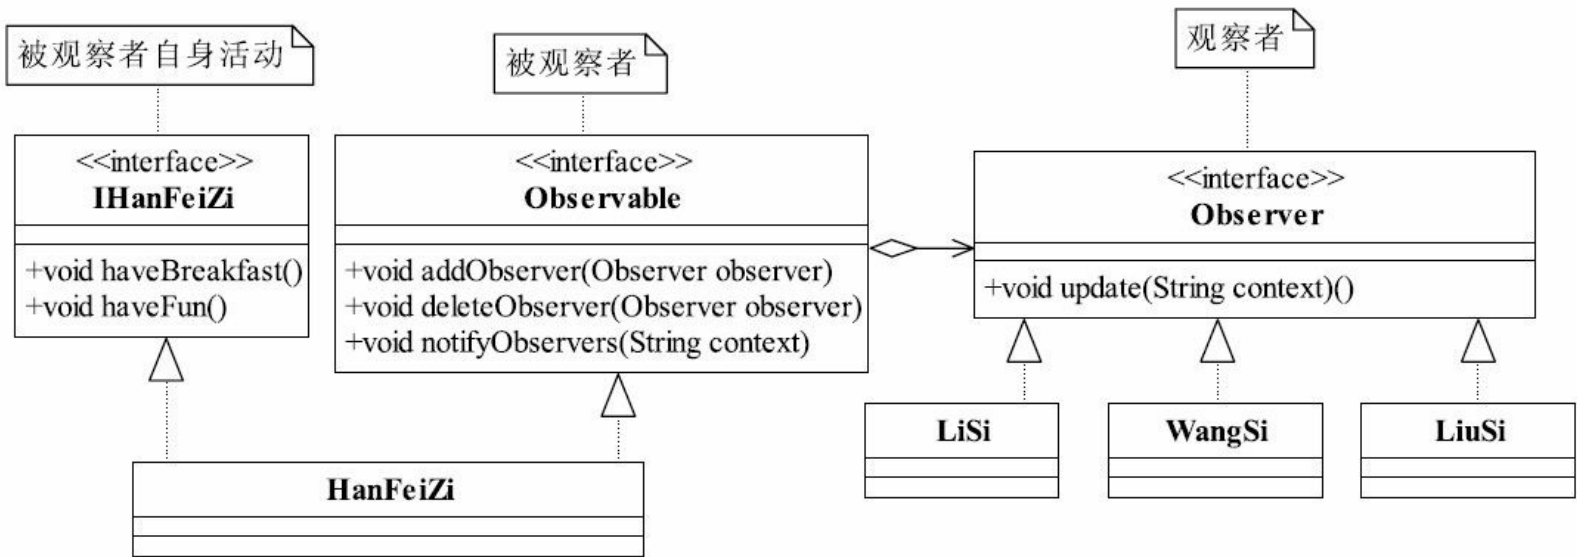 被观察者自身活动
被观察者
观察者
<<interface>>
IHanFeiZi
+void haveBreakfast()
+void haveFun()
<<interface>>
Observable
+void addObserver(Observer observer)
+void deleteObserver(Observer observer)
+void notifyObservers(String context)
<<interface>>
Observer
+void update(String context)()
HanFeiZi
LiSi
WangSi
LiuSi